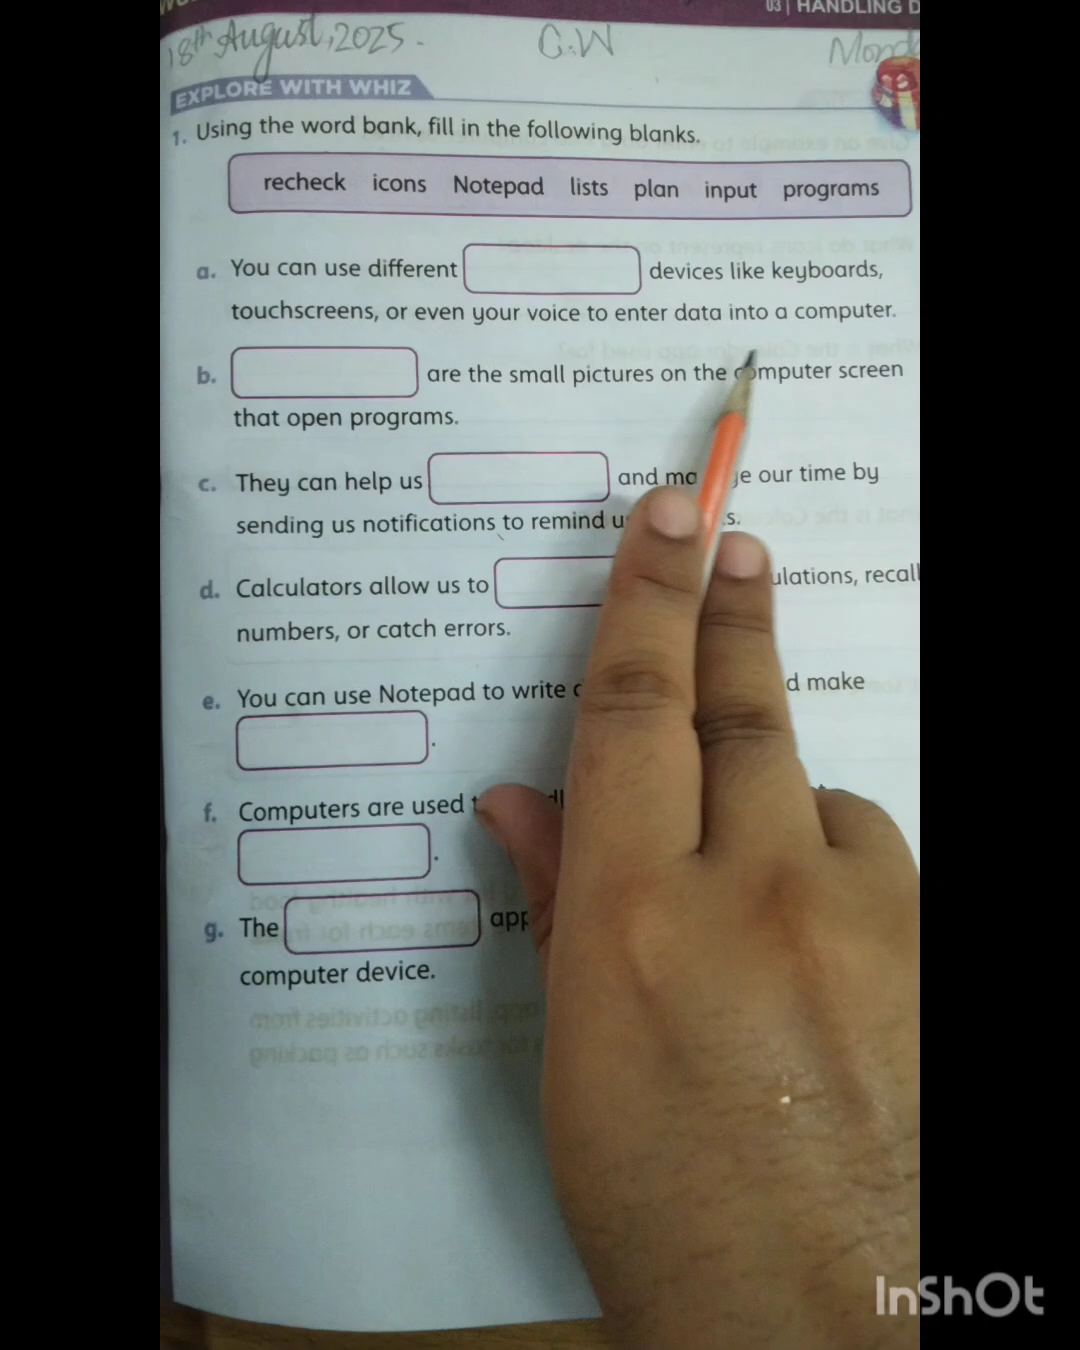 03 | HANDLING D
18th August, 2025.
C.W
EXPLORE WITH WHIZ
1. Using the word bank, fill in the following blanks.
recheck icons Notepad lists plan input programs
a. You can use different devices like keyboards,
touchscreens, or even your voice to enter data into a computer.
b. are the small pictures on the computer screen
that open programs.
c. They can help us and our time by
sending us notifications to remind
d. Calculators allow us to recall
numbers, or catch errors.
e. You can use Notepad to write make
.
f. Computers are used
.
g. The
computer device.
InShOt